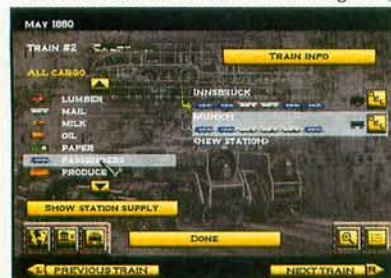 MAY 1880
TRAIN #2
TRAIN INFO
ALL CARGO
LUMBER
MAIL
MILK
OIL
PAPER
PASSENGERS
PRODUCE
INNSBRUCK
MUNICH
(NEW STATION)
SHOW STATION SUPPLY
DONE
PREVIOUS TRAIN
NEXT TRAIN